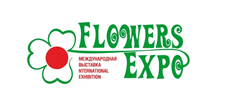 FLOWERS
EXPO
МЕЖДУНАРОДНАЯ
ВЫСТАВКА
INTERNATIONAL
EXHIBITION